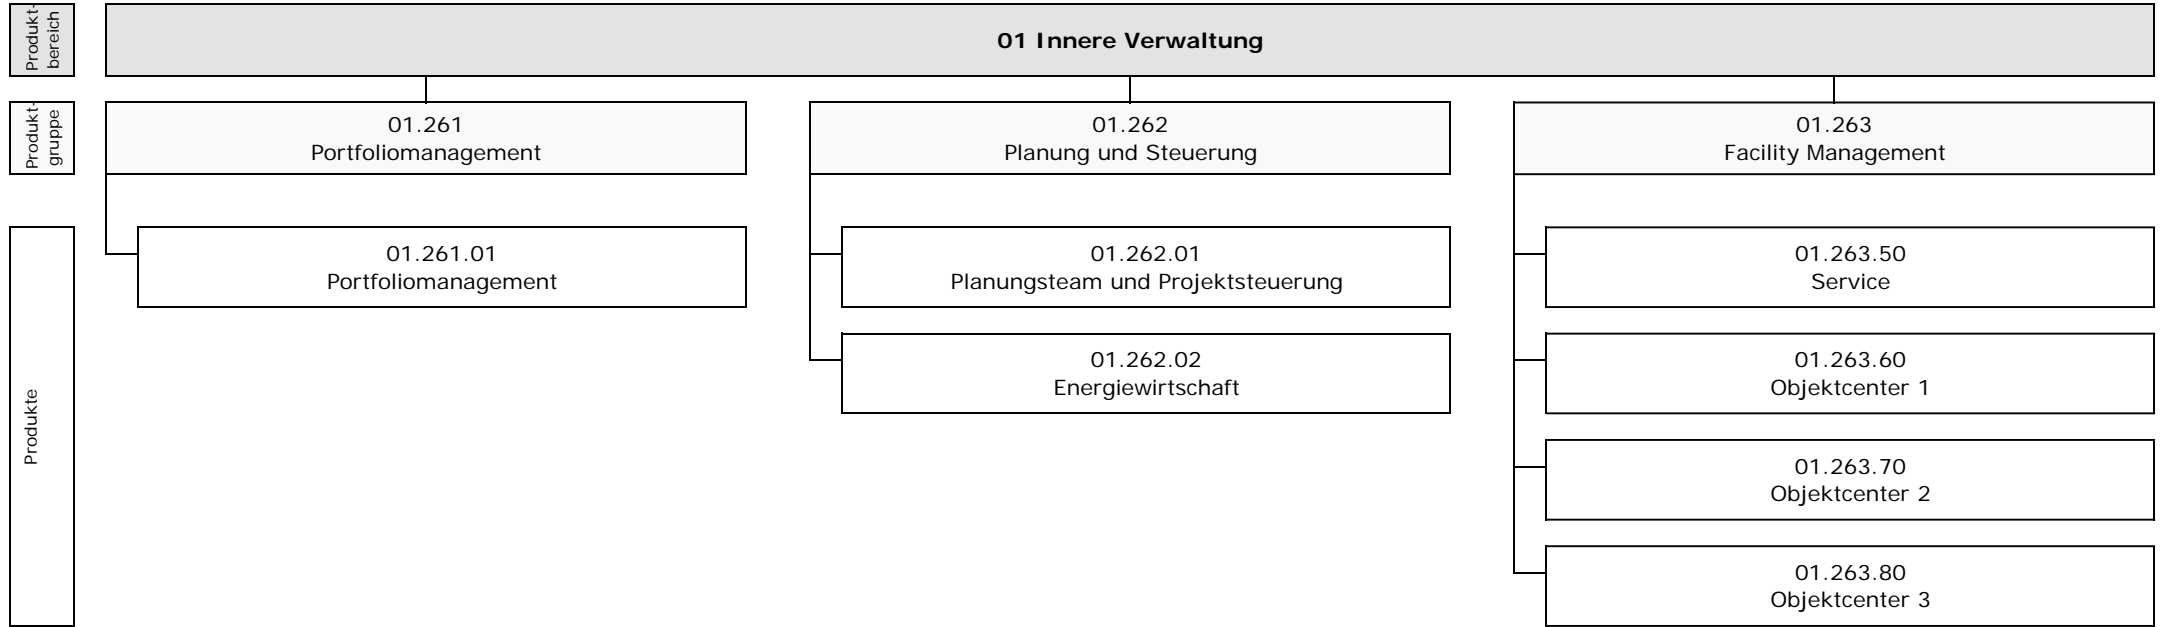 Produkt-
bereich
01 Innere Verwaltung
Produkt-
gruppe
01.261
Portfoliomanagement
01.262
Planung und Steuerung
01.263
Facility Management
Produkte
01.261.01
Portfoliomanagement
01.262.01
Planungsteam und Projektsteuerung
01.263.50
Service
01.262.02
Energiewirtschaft
01.263.60
Objektcenter 1
01.263.70
Objektcenter 2
01.263.80
Objektcenter 3